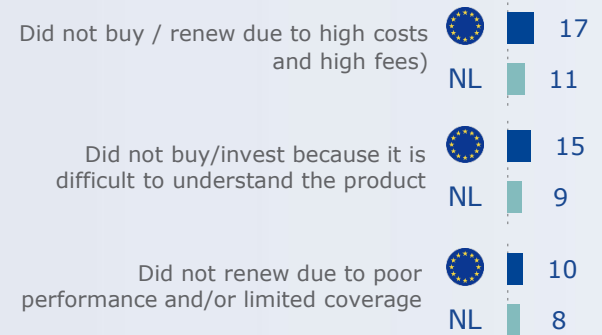 Did not buy / renew due to high costs
and high fees)
17
NL 11
Did not buy/invest because it is
difficult to understand the product
15
NL 9
Did not renew due to poor
performance and/or limited coverage
10
NL 8